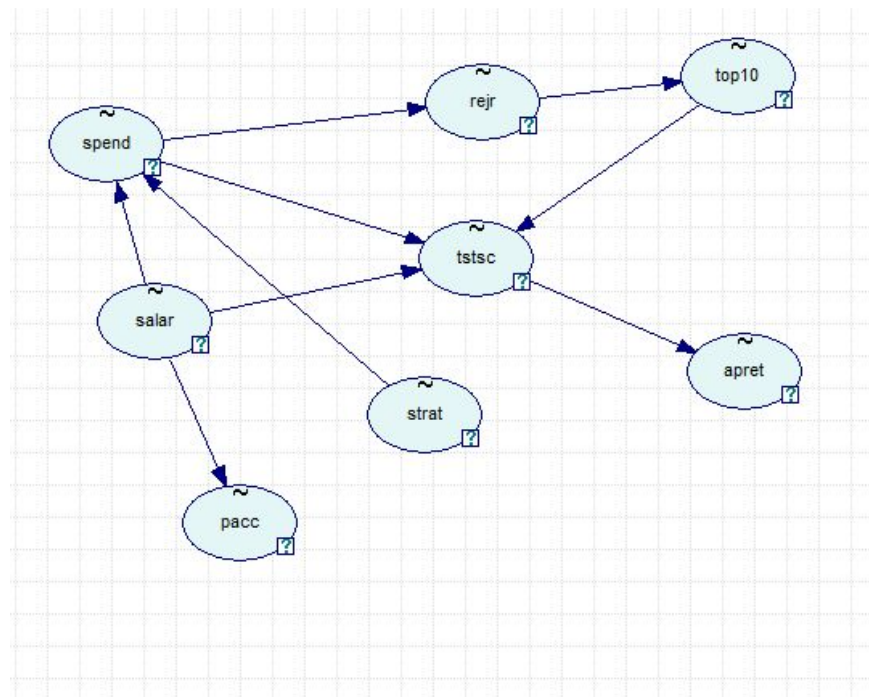 ~
top10
?
~
rejr
?
~
spend
?
~
tstsc
?
~
salar
?
~
apret
?
~
strat
?
~
pacc
?